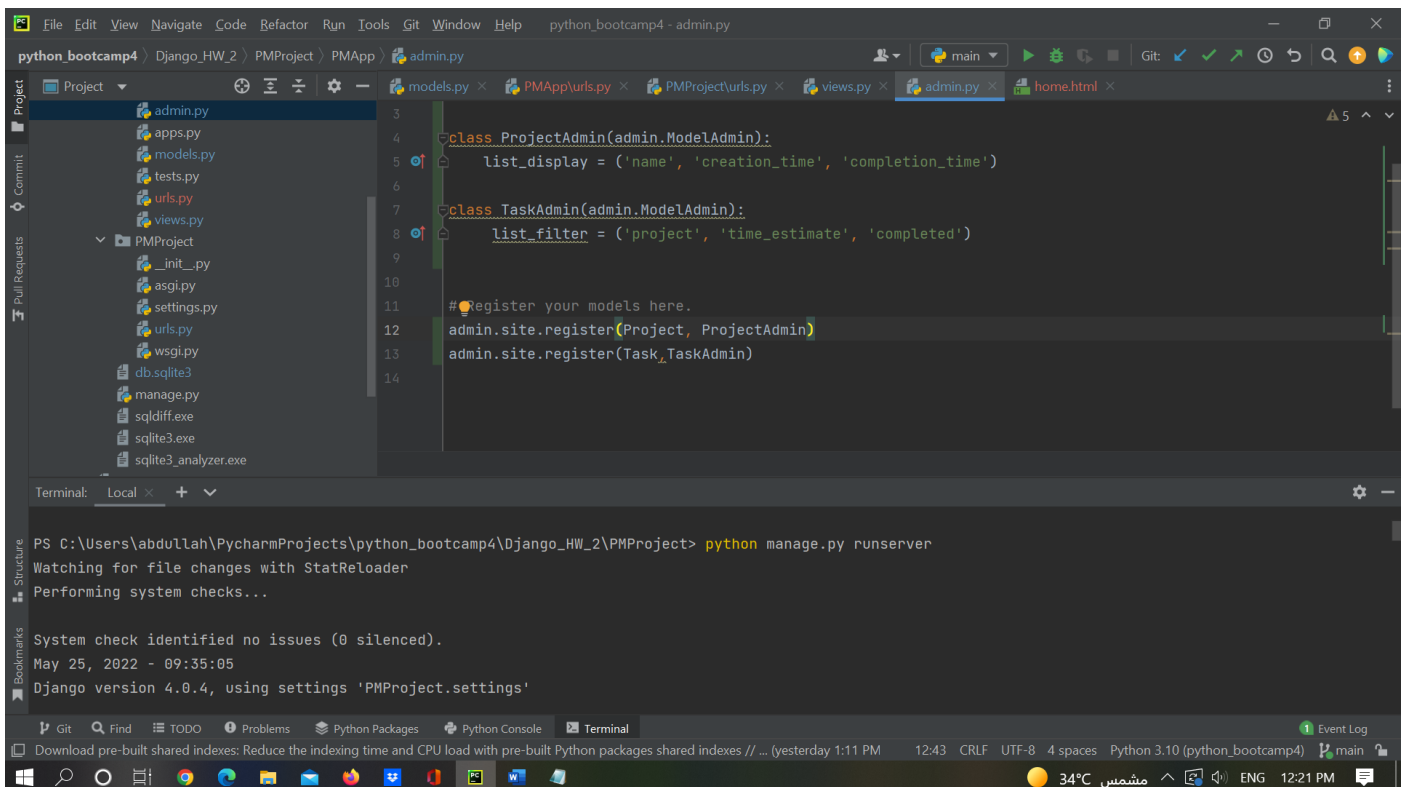 File Edit View Navigate Code Refactor Run Tools Git Window Help python_bootcamp4 - admin.py
python_bootcamp4 Django_HW_2 PMProject PMApp admin.py main Git:
Project models.py PMApp\urls.py PMProject\urls.py views.py admin.py home.html
admin.py
apps.py
models.py
tests.py
urls.py
views.py
PMProject
__init__.py
asgi.py
settings.py
urls.py
wsgi.py
db.sqlite3
manage.py
sqldiff.exe
sqlite3.exe
sqlite3_analyzer.exe
3
4 class ProjectAdmin(admin.ModelAdmin):
5 list_display = ('name', 'creation_time', 'completion_time')
6
7 class TaskAdmin(admin.ModelAdmin):
8 list_filter = ('project', 'time_estimate', 'completed')
9
10
11 # Register your models here.
12 admin.site.register(Project, ProjectAdmin)
13 admin.site.register(Task,TaskAdmin)
14
5
Project
Commit
Pull Requests
Structure
Bookmarks
Terminal: Local
PS C:\Users\abdullah\PycharmProjects\python_bootcamp4\Django_HW_2\PMProject> python manage.py runserver
Watching for file changes with StatReloader
Performing system checks...
System check identified no issues (0 silenced).
May 25, 2022 - 09:35:05
Django version 4.0.4, using settings 'PMProject.settings'
Git Find TODO Problems Python Packages Python Console Terminal 1 Event Log
Download pre-built shared indexes: Reduce the indexing time and CPU load with pre-built Python packages shared indexes // ... (yesterday 1:11 PM 12:43 CRLF UTF-8 4 spaces Python 3.10 (python_bootcamp4) main
34°C مشمس ENG 12:21 PM